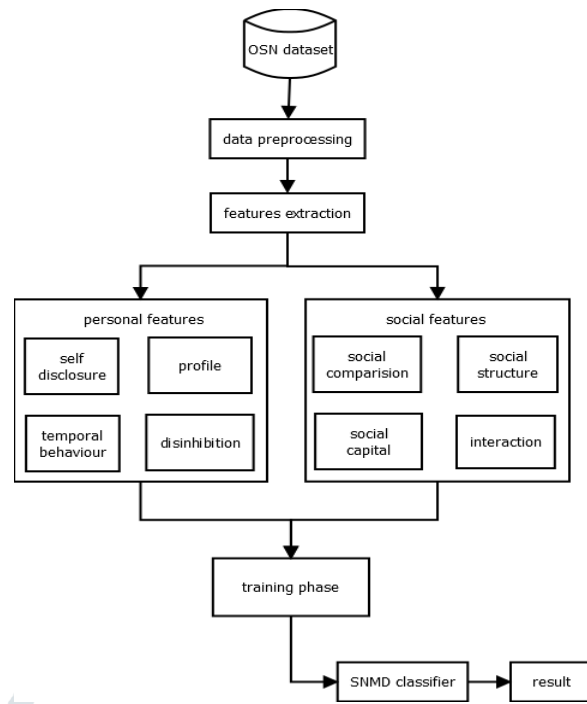 OSN dataset
data preprocessing
features extraction
personal features
self
disclosure
profile
temporal
behaviour
disinhibition
social features
social
comparision
social
structure
social
capital
interaction
training phase
SNMD classifier
result